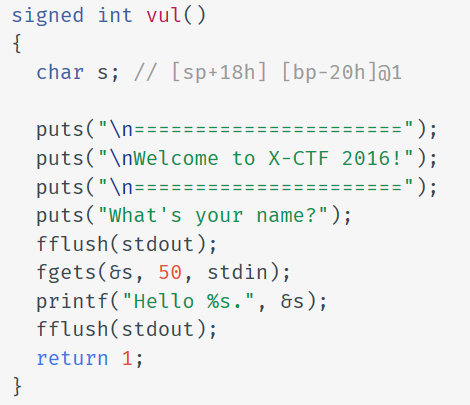 signed int vul()
{
  char s; // [sp+18h] [bp-20h]@1

  puts("\n======================");
  puts("\nWelcome to X-CTF 2016!");
  puts("\n======================");
  puts("What's your name?");
  fflush(stdout);
  fgets(&s, 50, stdin);
  printf("Hello %s.", &s);
  fflush(stdout);
  return 1;
}